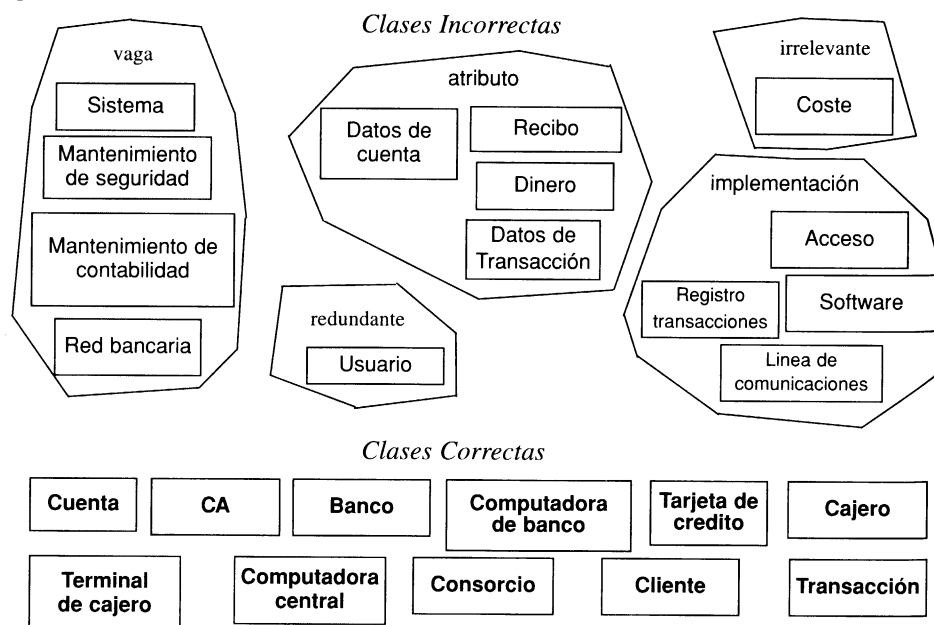 Clases Incorrectas
vaga
Sistema
Mantenimiento
de seguridad
Mantenimiento de
contabilidad
Red bancaria
atributo
Datos de
cuenta
Recibo
Dinero
Datos de
Transacción
redundante
Usuario
irrelevante
Coste
implementación
Acceso
Registro
transacciones
Software
Linea de
comunicaciones
Clases Correctas
Cuenta
CA
Banco
Computadora
de banco
Tarjeta de
credito
Cajero
Terminal
de cajero
Computadora
central
Consorcio
Cliente
Transacción